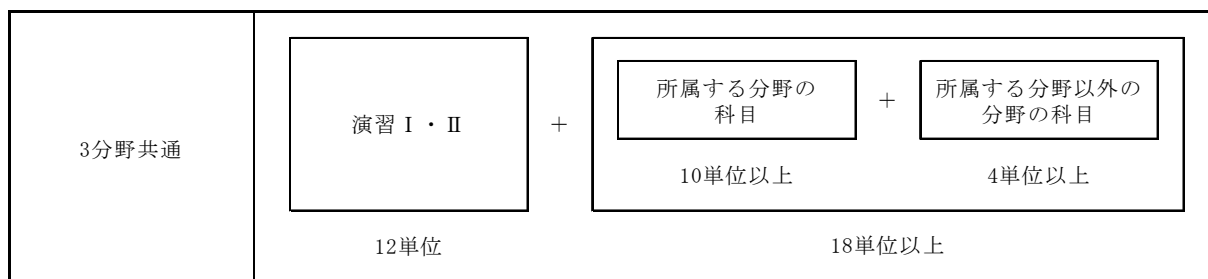 3分野共通
演習Ⅰ・Ⅱ
12単位
+
所属する分野の
科目
10単位以上
+
所属する分野以外の
分野の科目
4単位以上
18単位以上